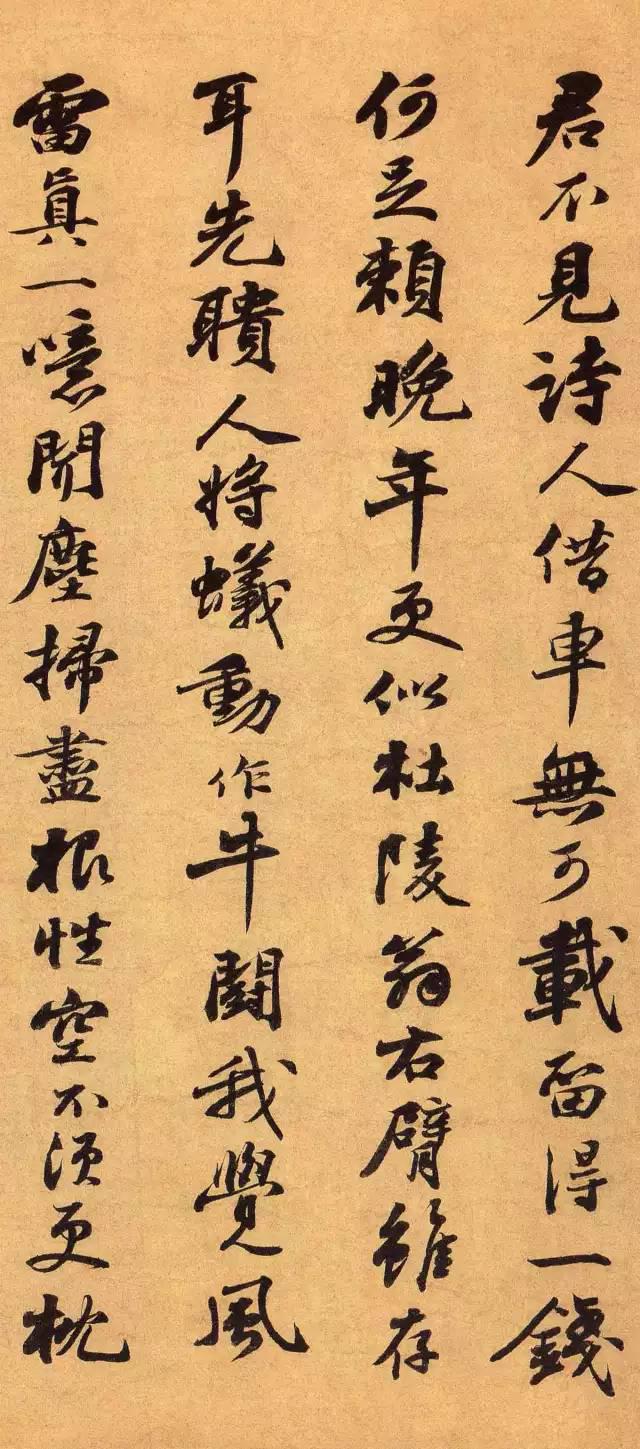 君不見詩人借車無可載留得一錢
何足賴晚年更似杜陵翁右臂雖存
耳先聵人將蟻動作牛鬪我覺風
雷真一噫聞塵掃盡根性空不須更枕